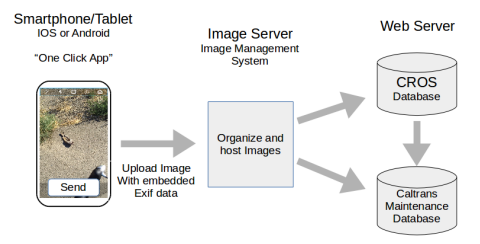 Smartphone/Tablet
IOS or Android
“One Click App”
Send
Upload Image
With embedded
Exif data
Image Server
Image Management
System
Organize and
host Images
Web Server
CROS
Database
Caltrans
Maintenance
Database